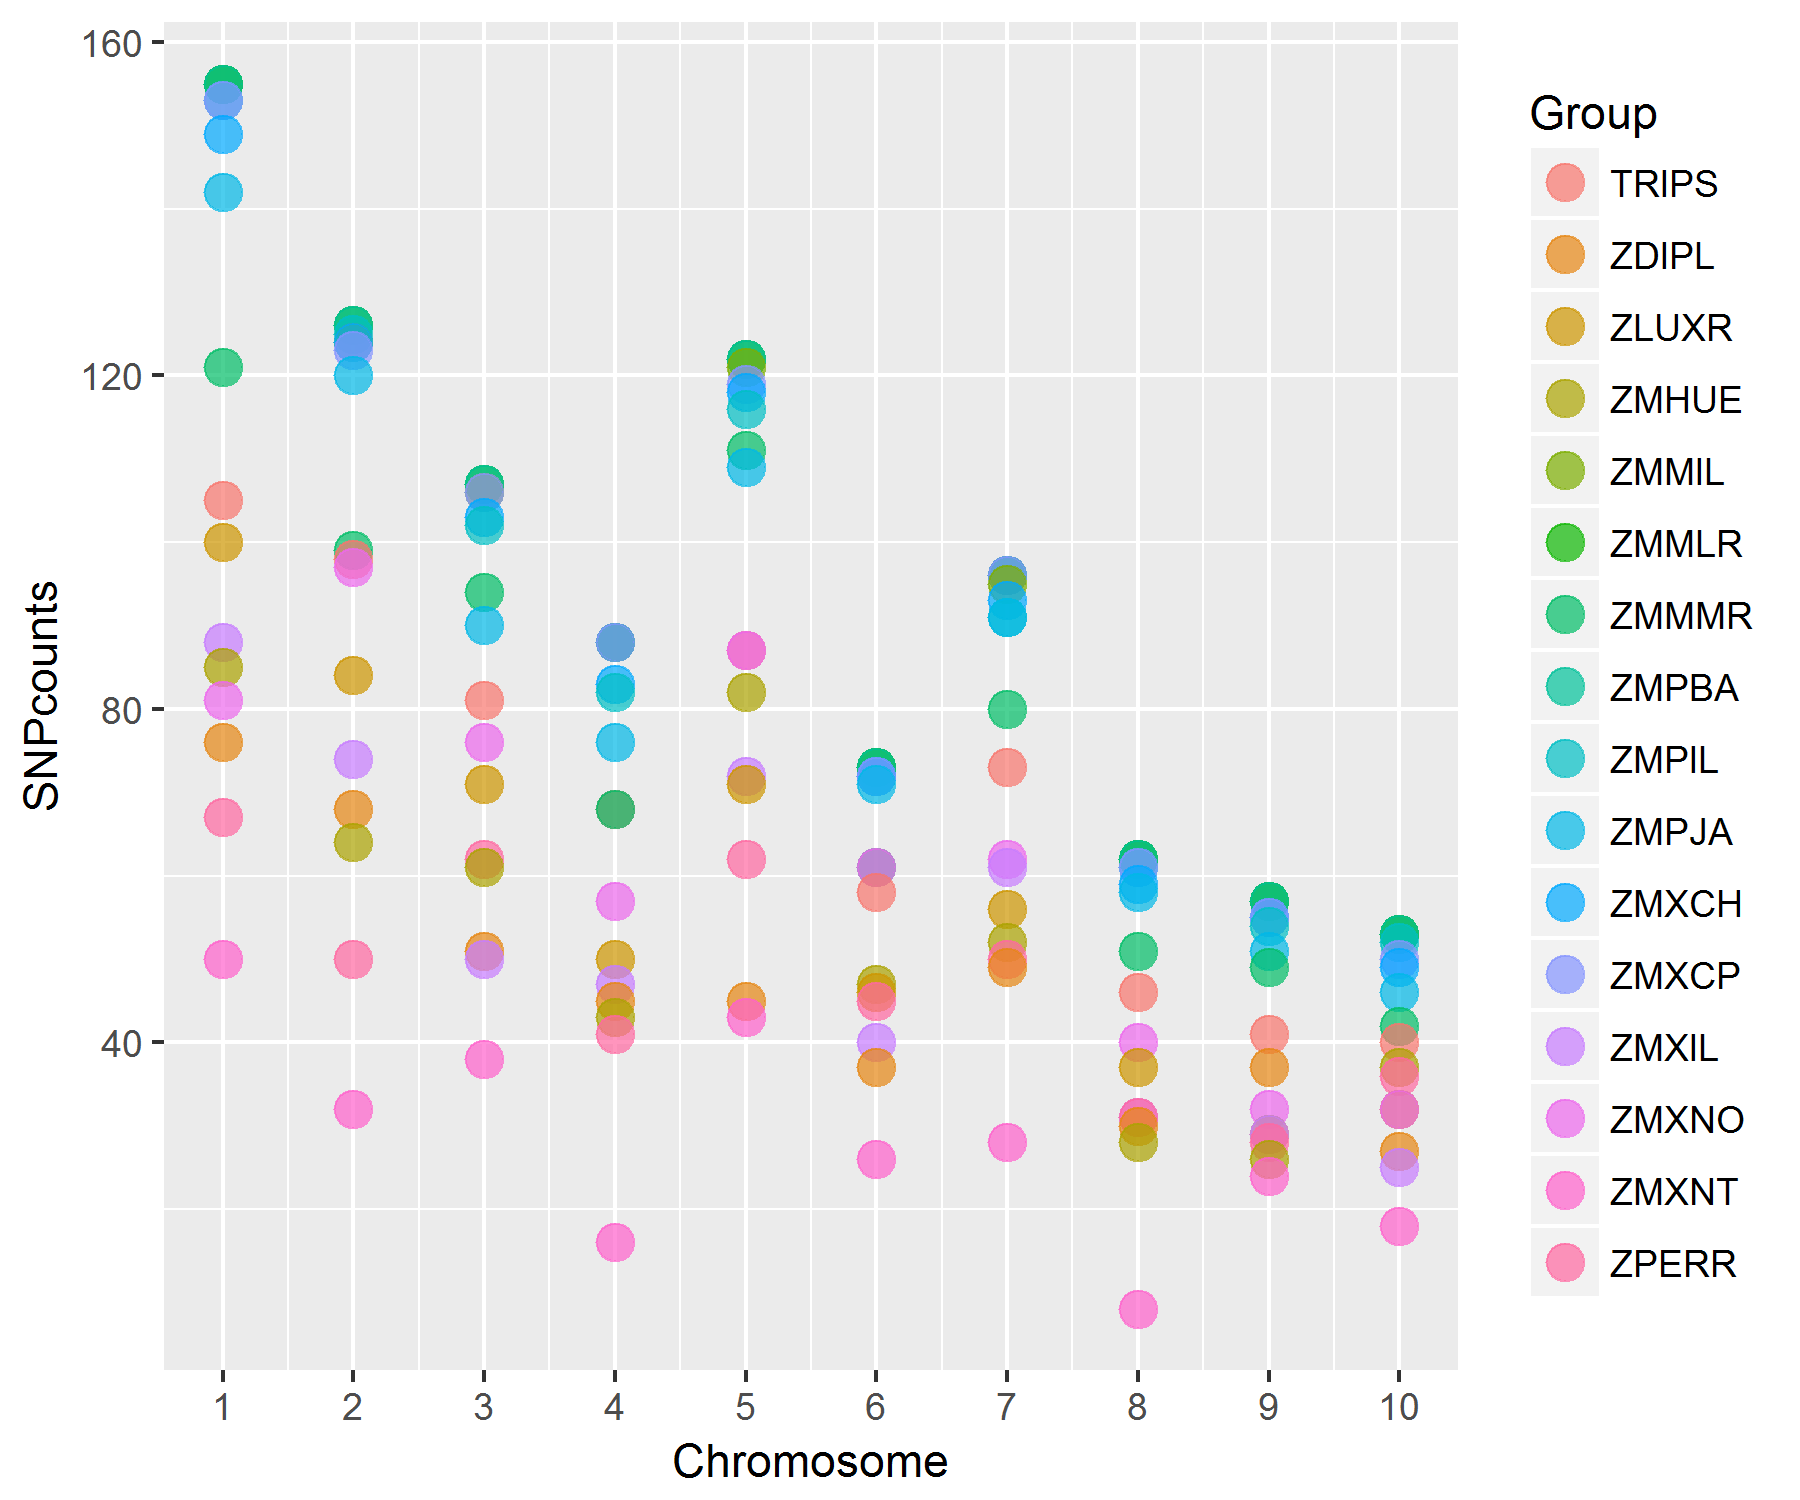 160
120
80
40
SNPcounts
1 2 3 4 5 6 7 8 9 10
Chromosome
Group
TRIPS
ZDIPL
ZLUXR
ZMHUE
ZMMIL
ZMMLR
ZMMMR
ZMPBA
ZMPIL
ZMPJA
ZMXCH
ZMXCP
ZMXIL
ZMXNO
ZMXNT
ZPERR